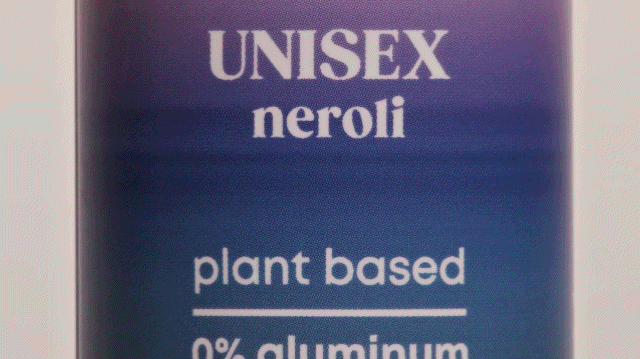 UNISEX
neroli
plant based
0% aluminum